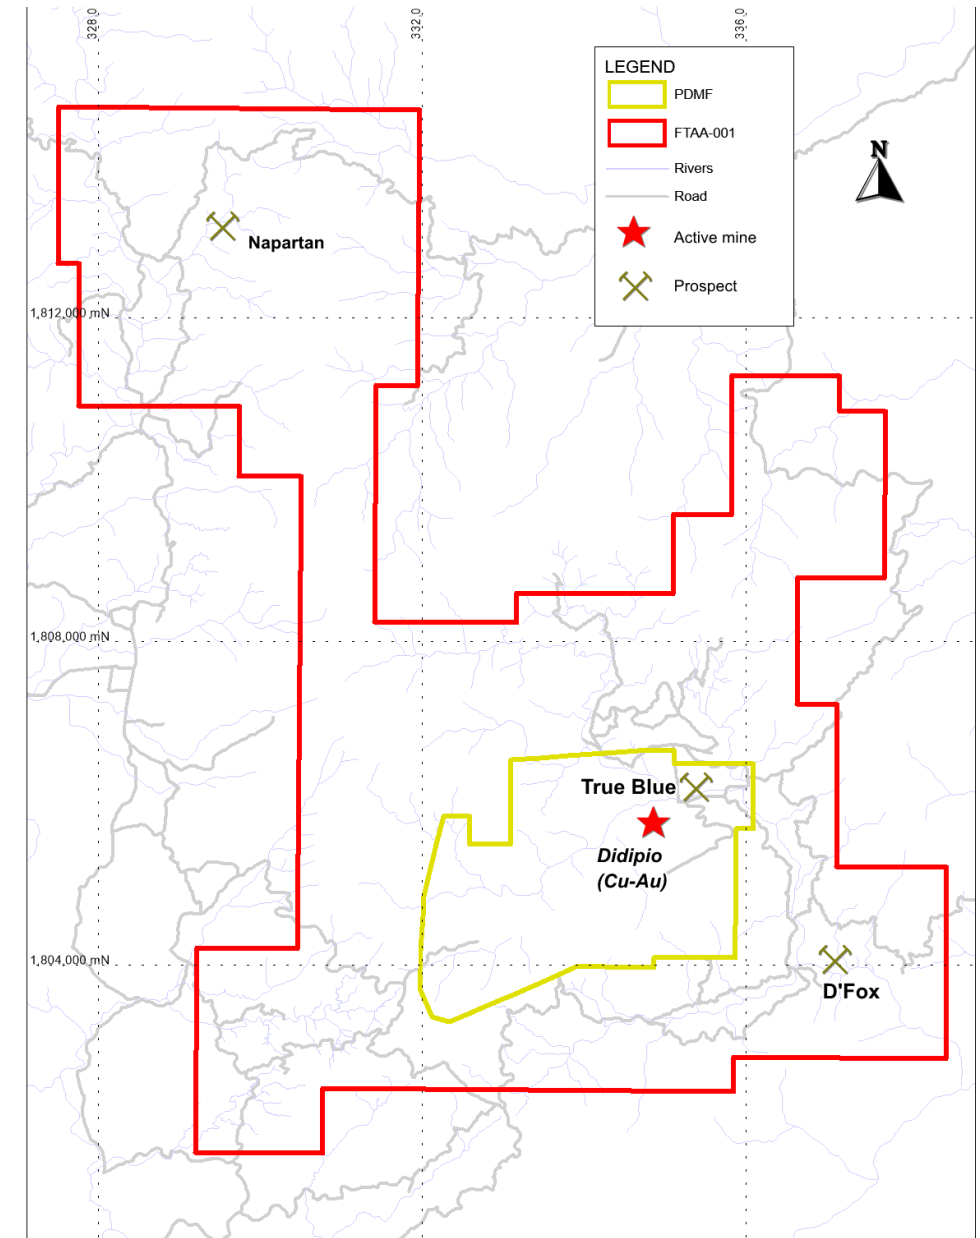 328,0
332,0
336,0
LEGEND
PDMF
FTAA-001
Rivers
Road
Active mine
Prospect
N
Napartan
1,812,000 mN
1,808,000 mN
True Blue
Didipio
(Cu-Au)
1,804,000 mN
D'Fox